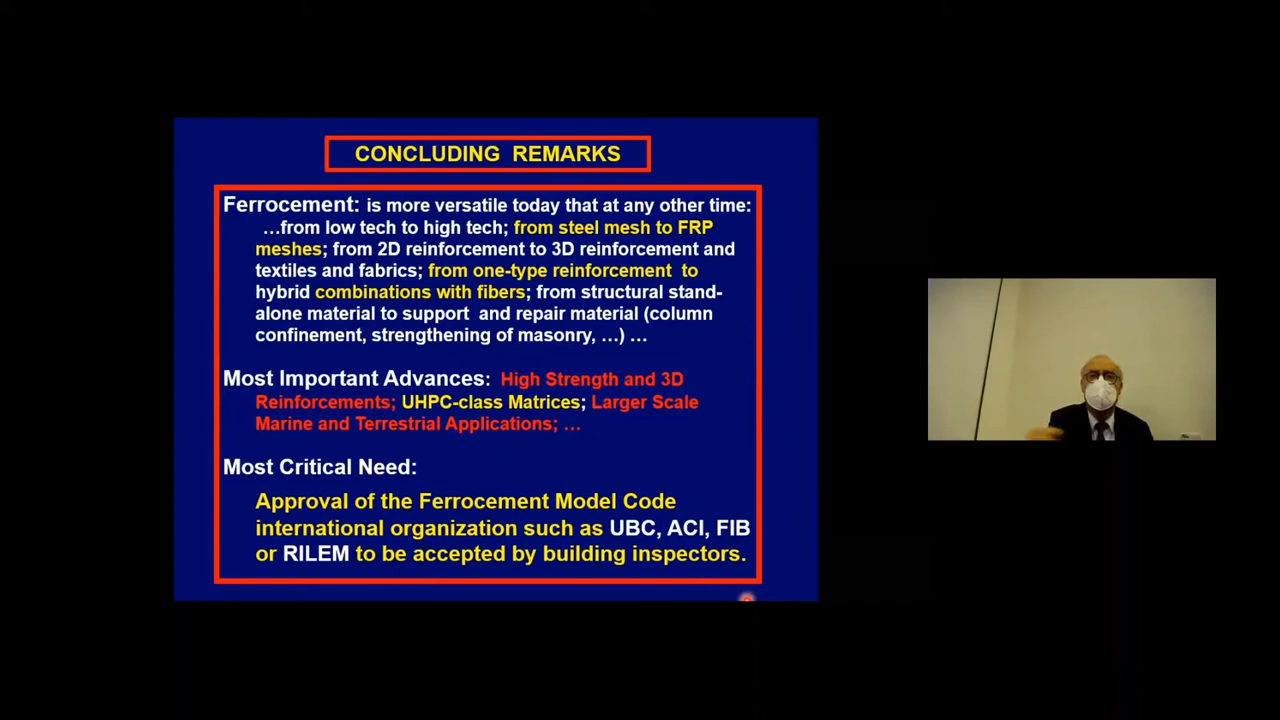 CONCLUDING REMARKS
Ferrocement: is more versatile today that at any other time:
…from low tech to high tech; from steel mesh to FRP
meshes; from 2D reinforcement to 3D reinforcement and
textiles and fabrics; from one-type reinforcement to
hybrid combinations with fibers; from structural stand-
alone material to support and repair material (column
confinement, strengthening of masonry, …) …
Most Important Advances: High Strength and 3D
Reinforcements; UHPC-class Matrices; Larger Scale
Marine and Terrestrial Applications; …
Most Critical Need:
Approval of the Ferrocement Model Code
international organization such as UBC, ACI, FIB
or RILEM to be accepted by building inspectors.